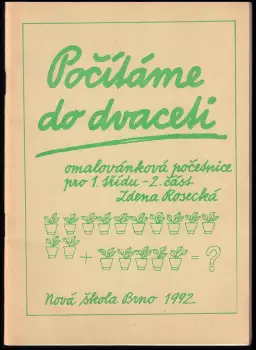 Počítáme
do dvaceti
omalovánková početnice
pro 1. třídu - 2. část
Zdena Rosecká
+ = ?
Nová škola Brno 1992